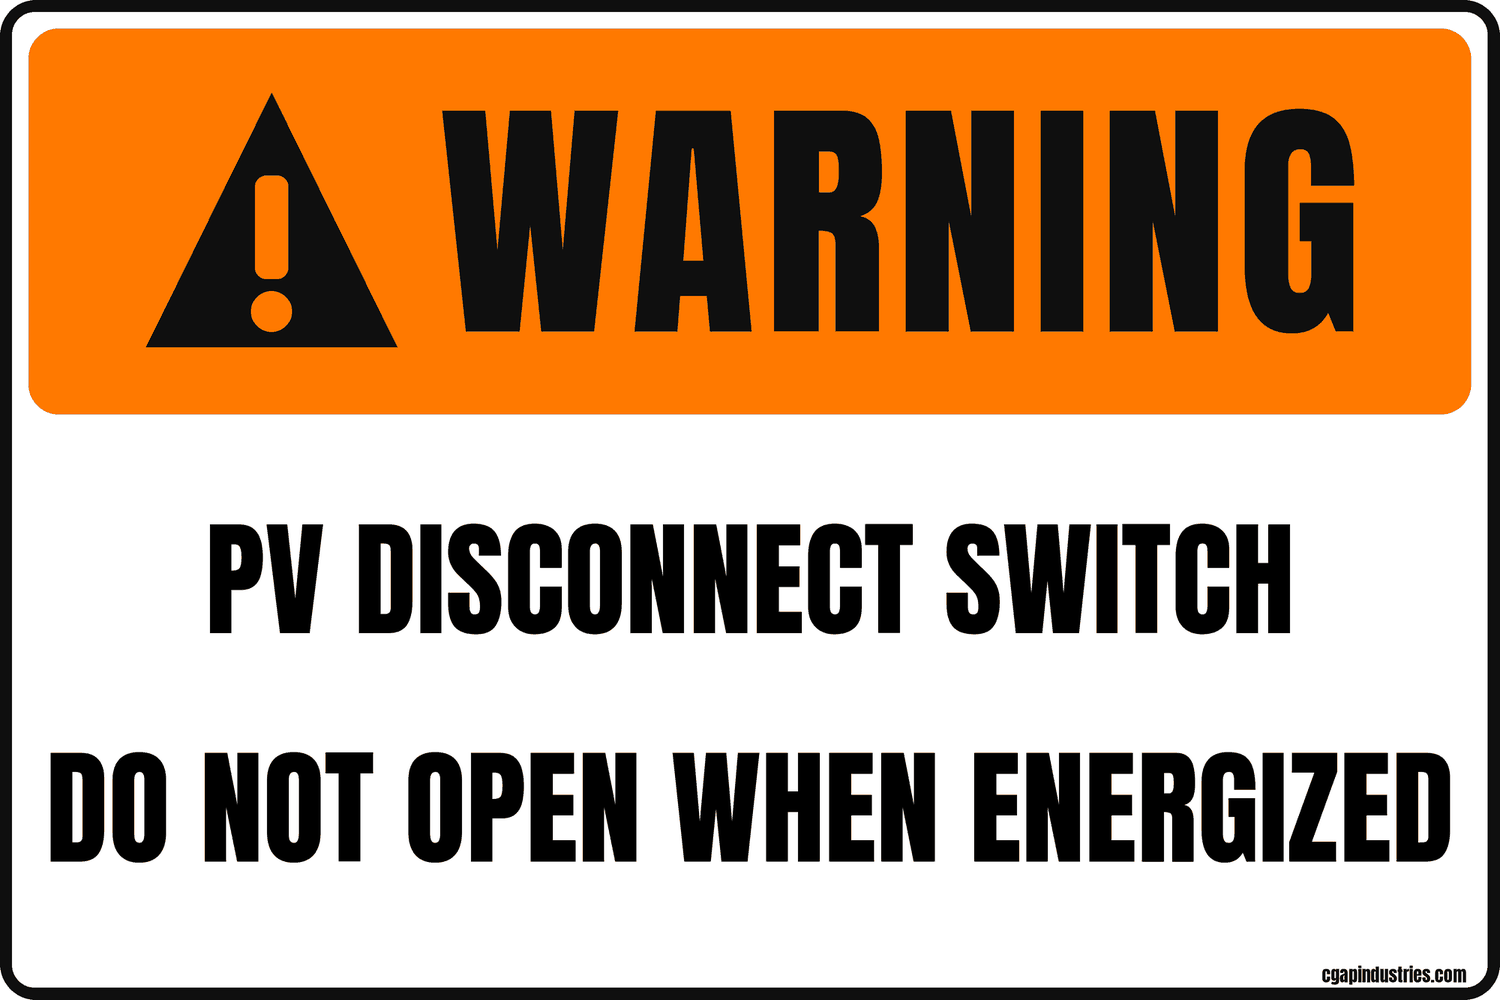 WARNING
PV DISCONNECT SWITCH
DO NOT OPEN WHEN ENERGIZED
cgapindustries.com